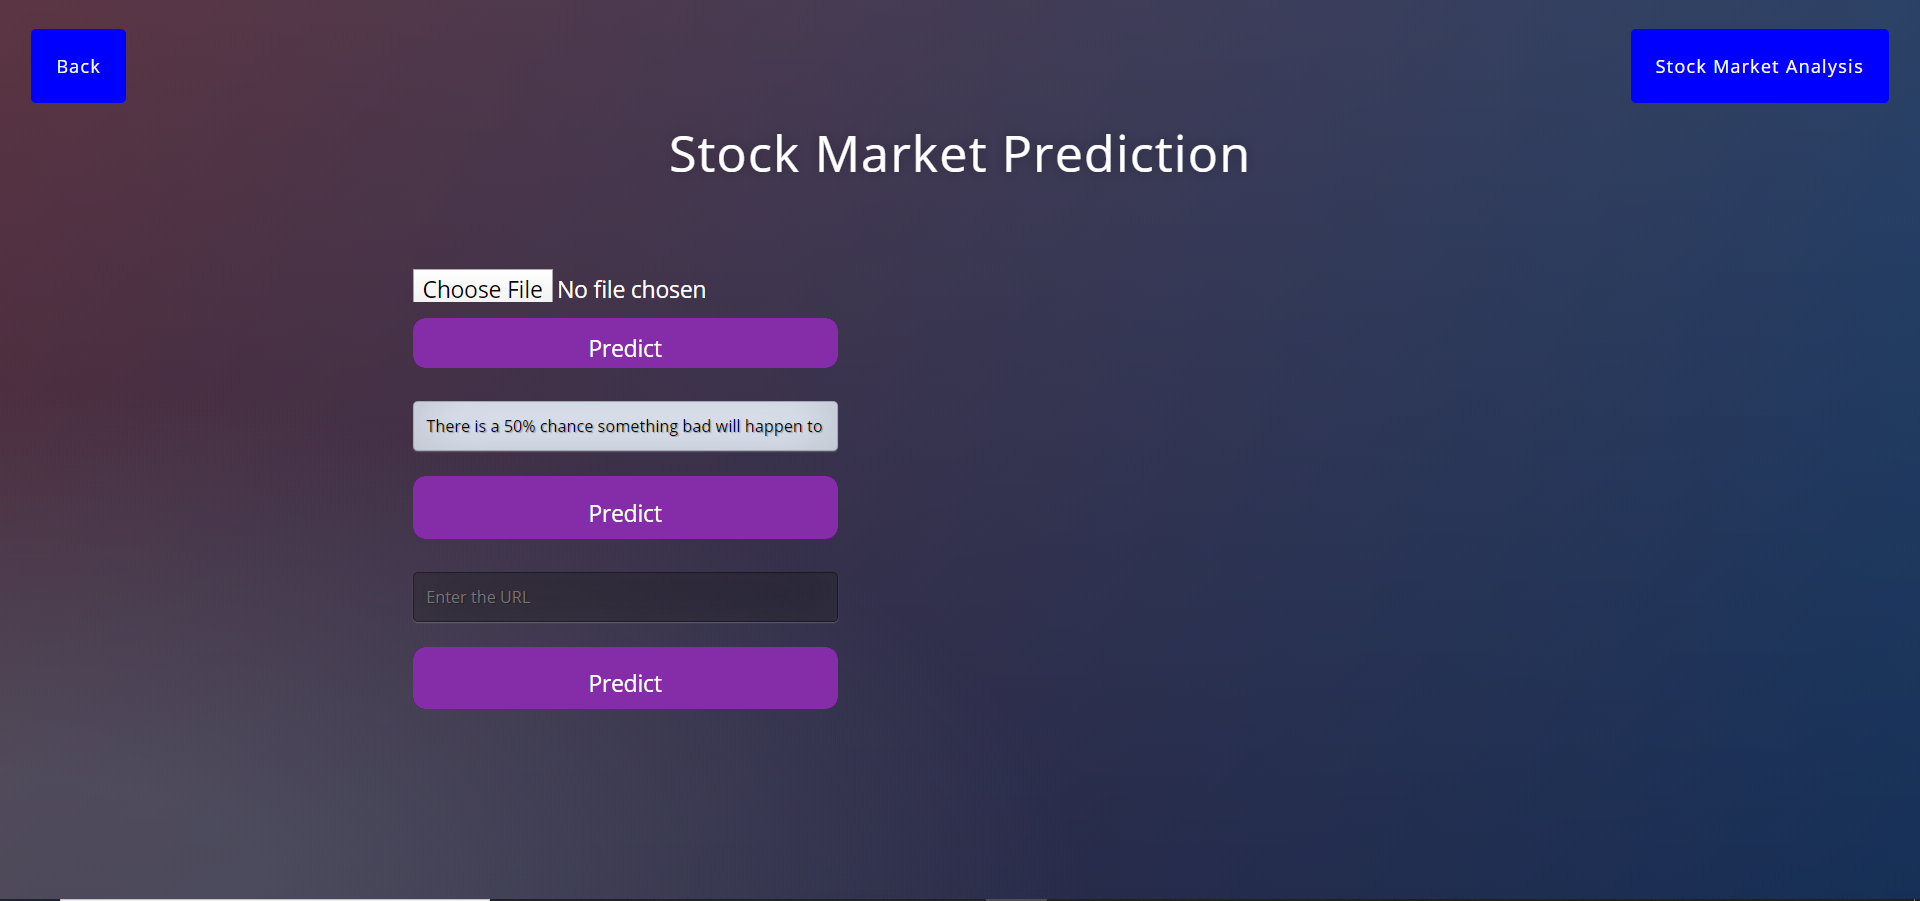 Back
Stock Market Analysis
Stock Market Prediction
Choose File No file chosen
Predict
There is a 50% chance something bad will happen to
Predict
Enter the URL
Predict